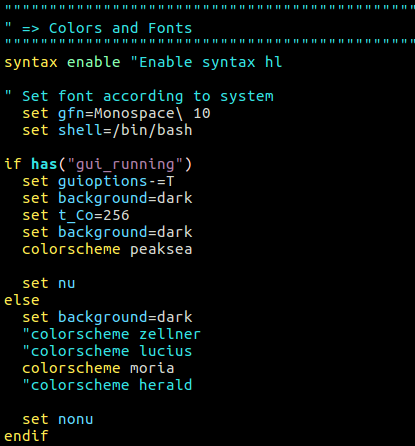 """"""""""""""""""""""""""""""""""""""""""""""
" => Colors and Fonts
""""""""""""""""""""""""""""""""""""""""""""""
syntax enable "Enable syntax hl
" Set font according to system
set gfn=Monospace\ 10
set shell=/bin/bash
if has("gui_running")
set guioptions-=T
set background=dark
set t_Co=256
set background=dark
colorscheme peaksea
set nu
else
set background=dark
"colorscheme zellner
"colorscheme lucius
colorscheme moria
"colorscheme herald
set nonu
endif